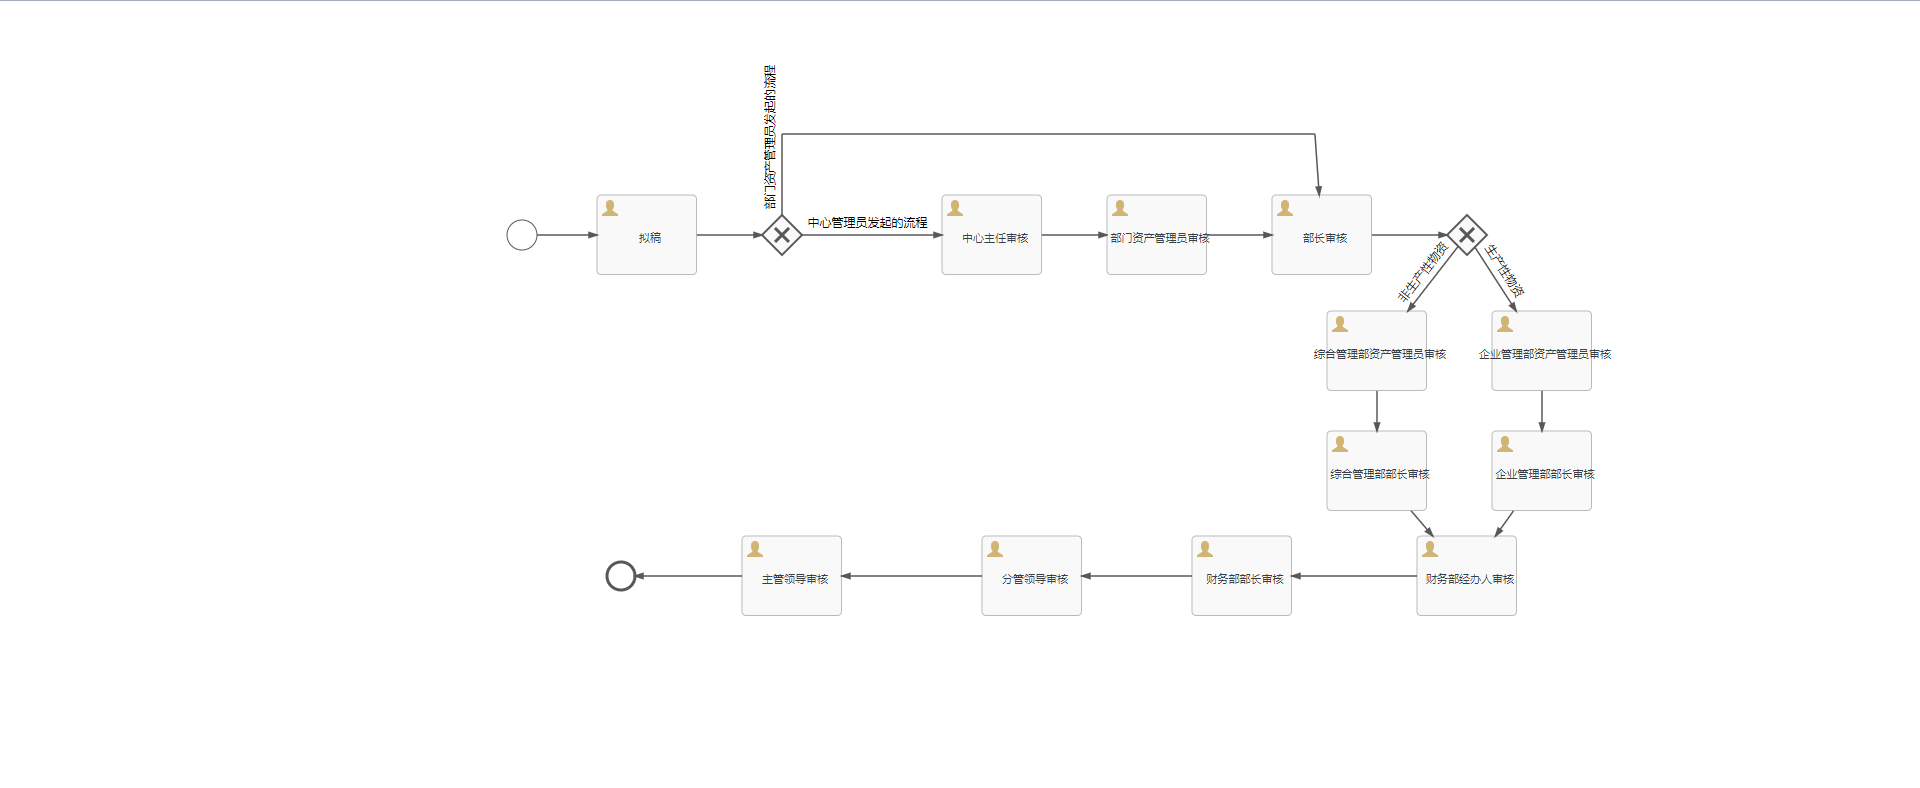 部门资产管理员发起的流程
拟稿
中心管理员发起的流程
中心主任审核
部门资产管理员审核
部长审核
非生产性物资
生产性物资
综合管理部资产管理员审核
企业管理部资产管理员审核
综合管理部部长审核
企业管理部部长审核
主管领导审核
分管领导审核
财务部部长审核
财务部经办人审核